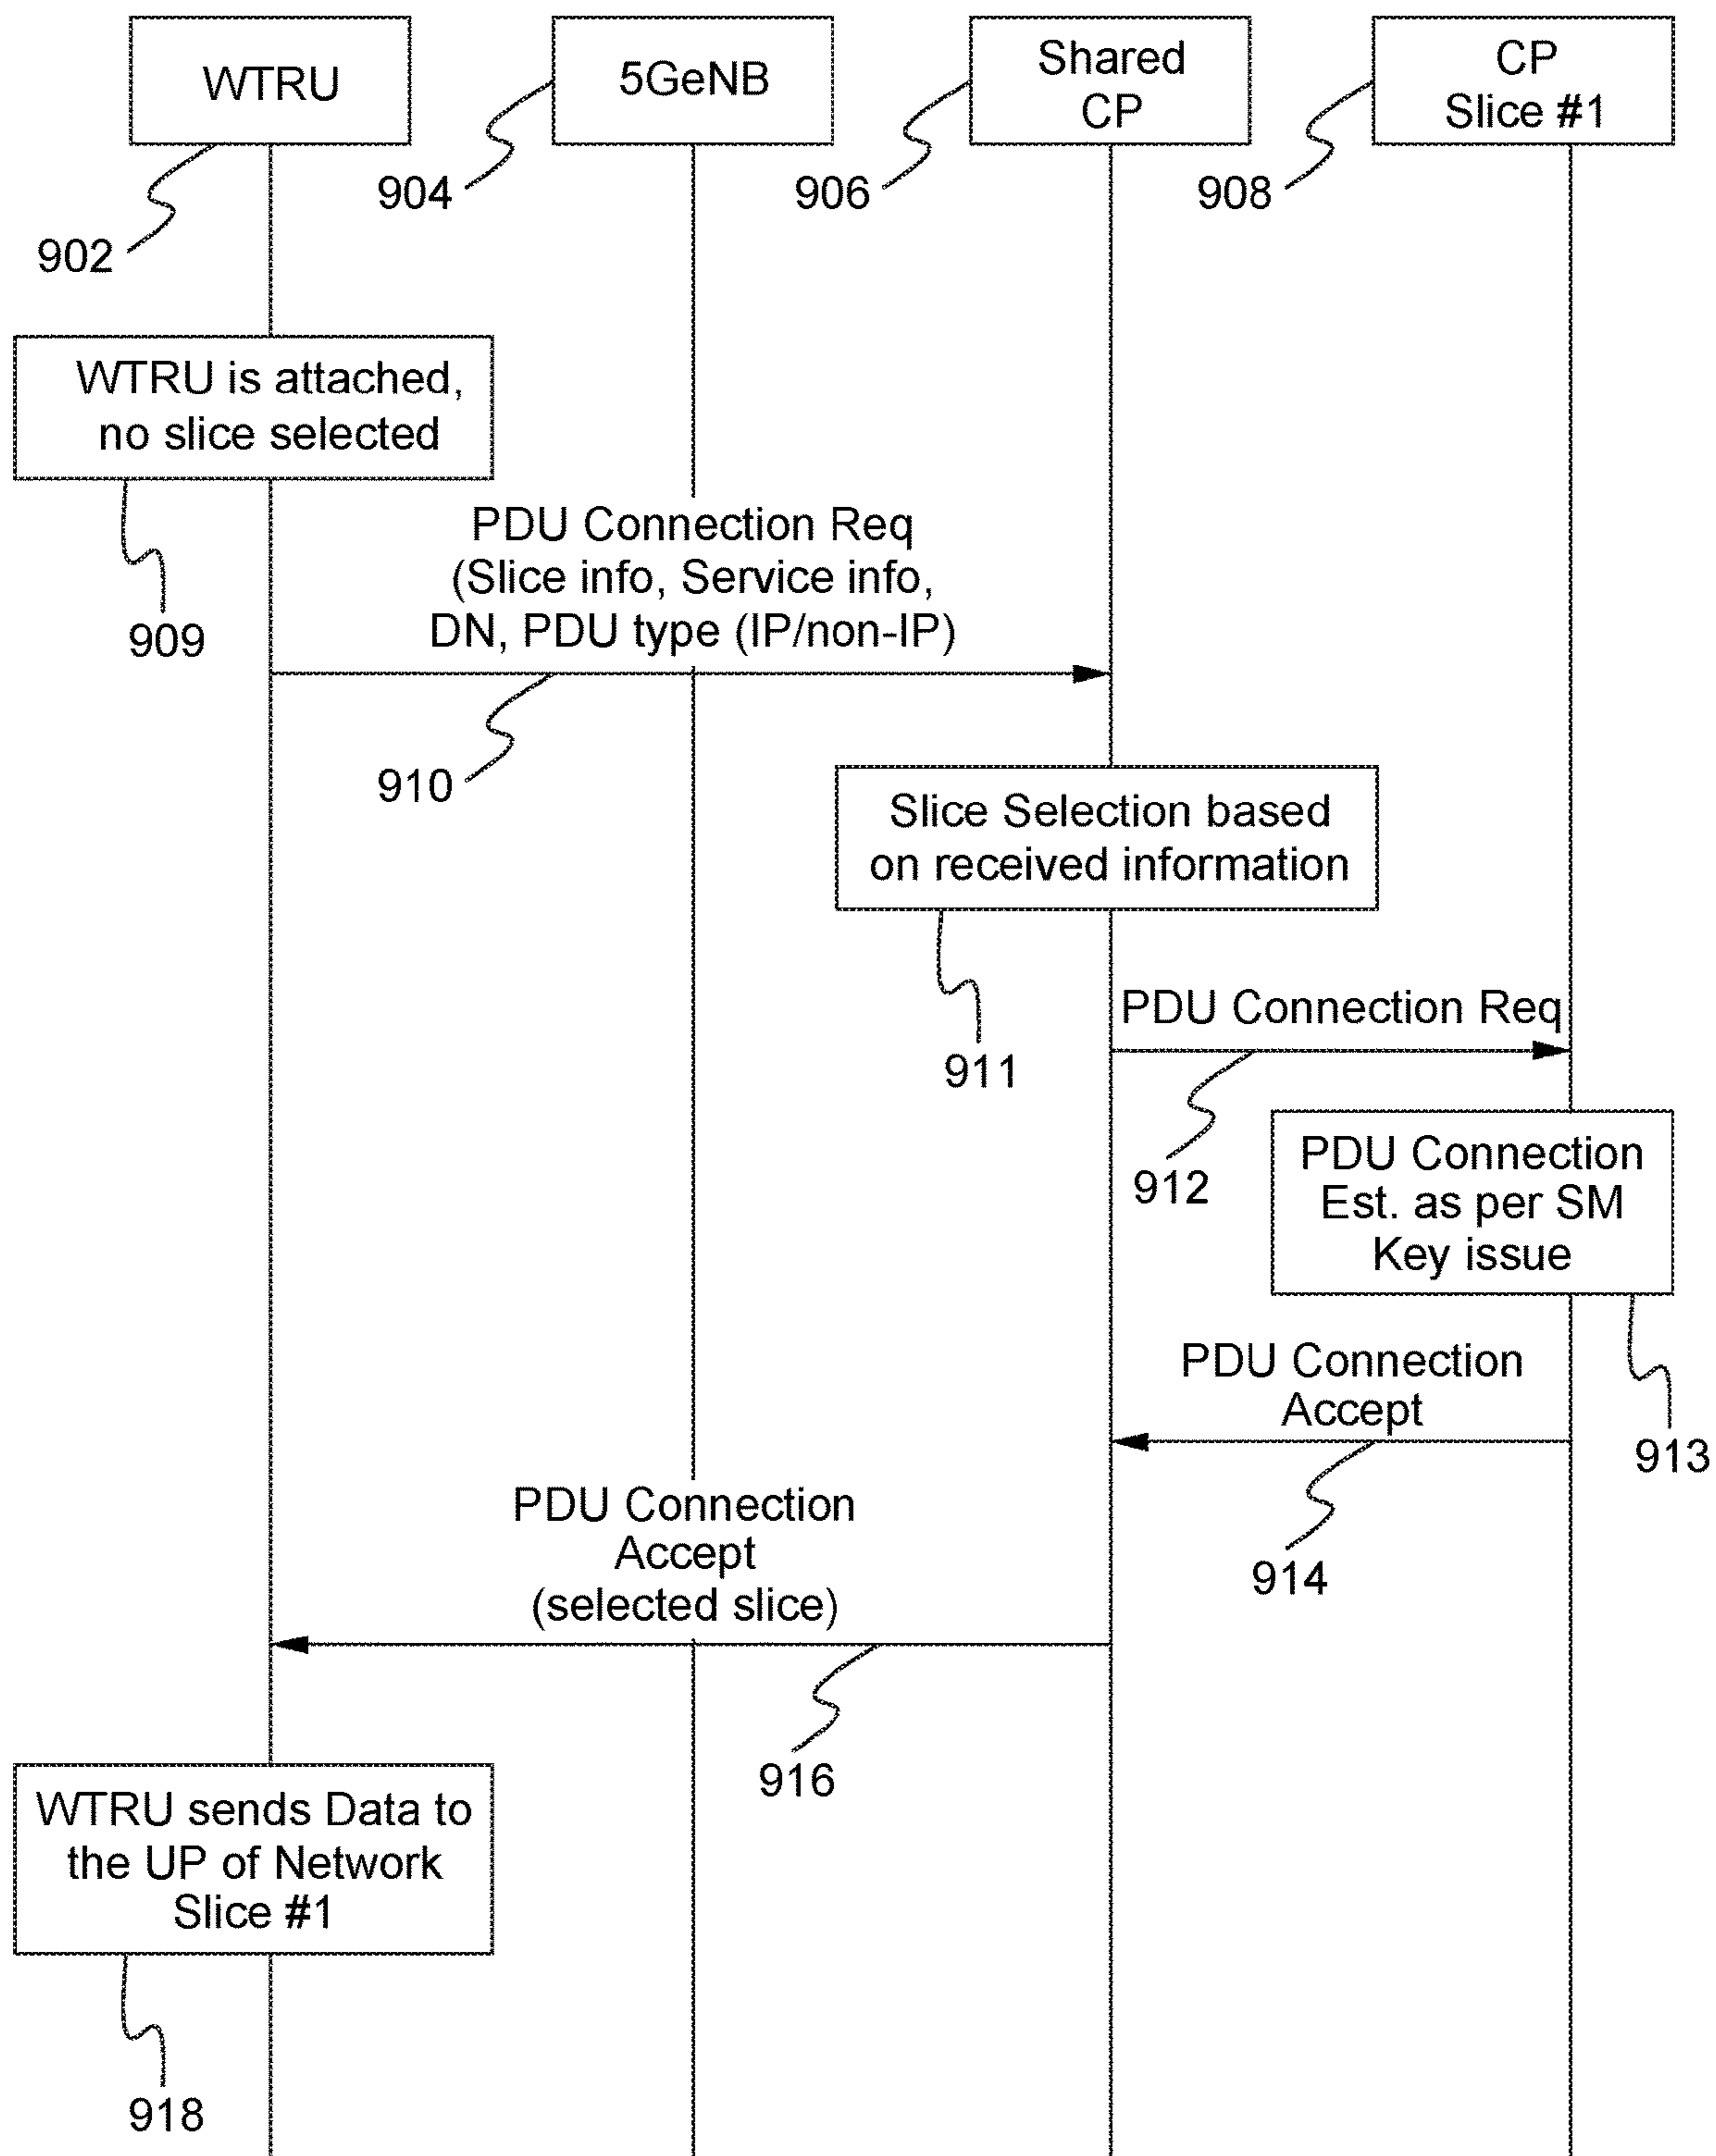 WTRU
5GeNB
Shared
CP
CP
Slice #1
902
904
906
908
WTRU is attached,
no slice selected
909
PDU Connection Req
(Slice info, Service info,
DN, PDU type (IP/non-IP)
910
Slice Selection based
on received information
911
PDU Connection Req
912
PDU Connection
Est. as per SM
Key issue
913
PDU Connection
Accept
914
PDU Connection
Accept
(selected slice)
916
WTRU sends Data to
the UP of Network
Slice #1
918